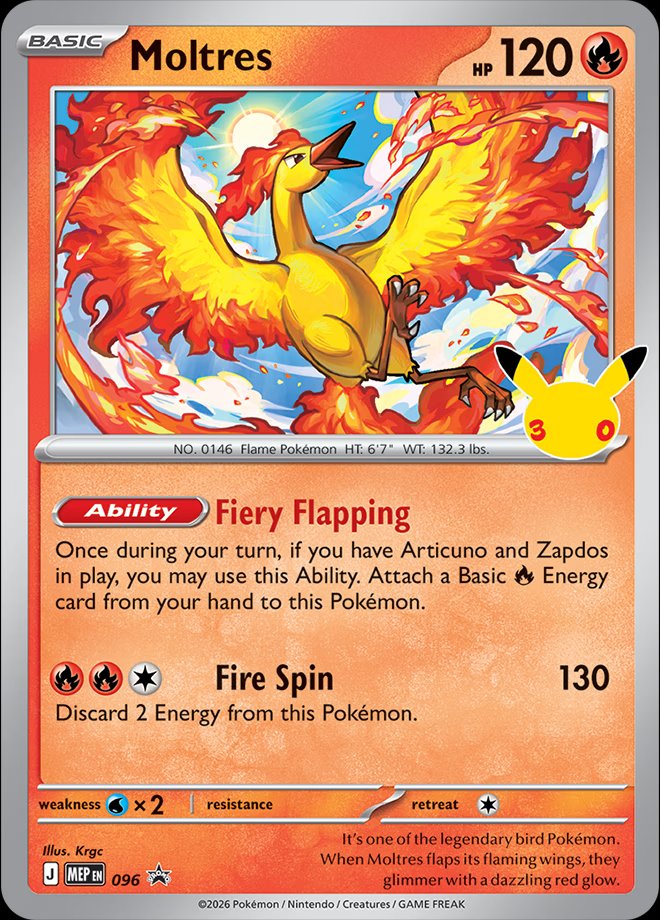 BASIC
Moltres
HP 120
30
NO. 0146 Flame Pokémon HT: 6'7" WT: 132.3 lbs.
Ability Fiery Flapping
Once during your turn, if you have Articuno and Zapdos
in play, you may use this Ability. Attach a Basic Energy
card from your hand to this Pokémon.
Fire Spin 130
Discard 2 Energy from this Pokémon.
weakness ×2 resistance retreat
Illus. Krgc
It's one of the legendary bird Pokémon.
When Moltres flaps its flaming wings, they
glimmer with a dazzling red glow.
J MEP EN 096 PROMO
©2026 Pokémon / Nintendo / Creatures / GAME FREAK